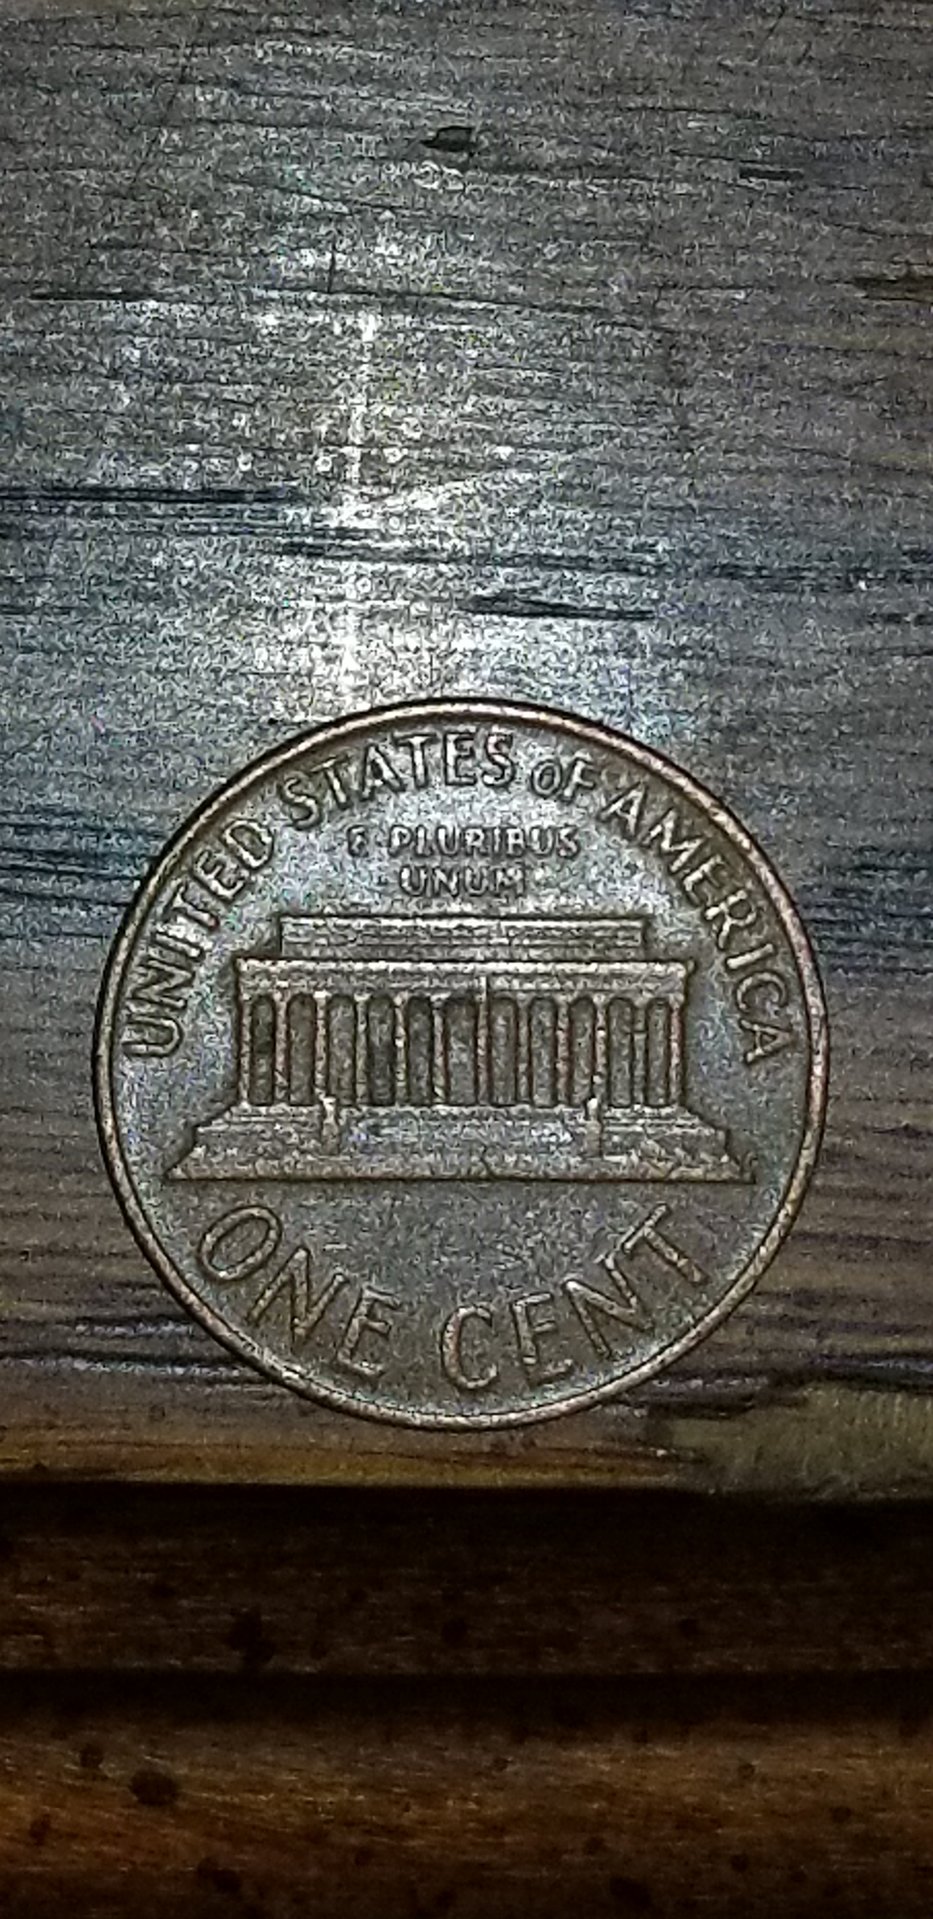 UNITED STATES OF AMERICA
E PLURIBUS
UNUM
ONE CENT